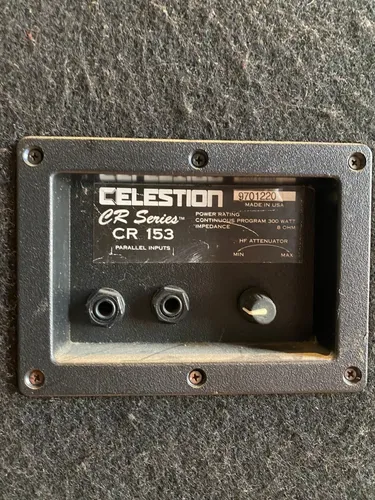 CELESTION
9701220
MADE IN USA
CR Series™
CR 153
POWER RATING
CONTINUOUS PROGRAM 300 WATT
IMPEDANCE 8 OHM
PARALLEL INPUTS
HF ATTENUATOR
MIN MAX